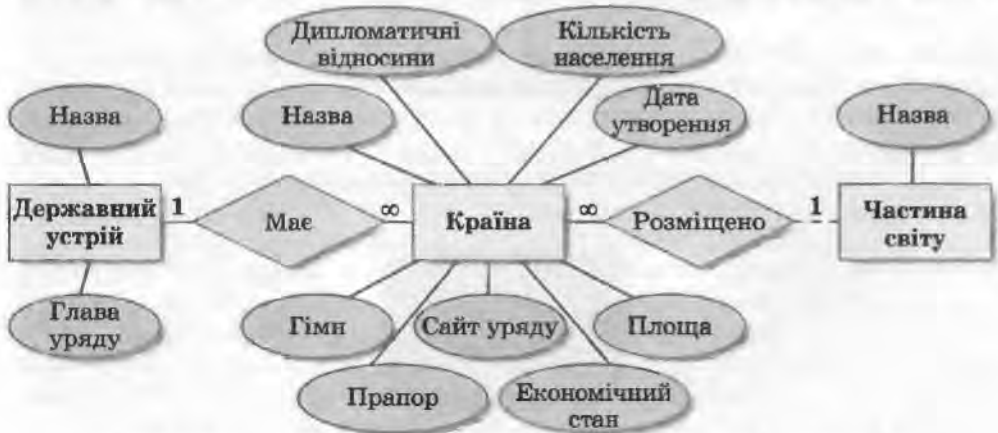 Дипломатичні
відносини
Кількість
населення
Назва
Назва
Дата
утворення
Назва
Державний
устрій
1
Має
∞
Країна
∞
Розміщено
1
Частина
світу
Глава
уряду
Гімн
Сайт уряду
Площа
Прапор
Економічний
стан